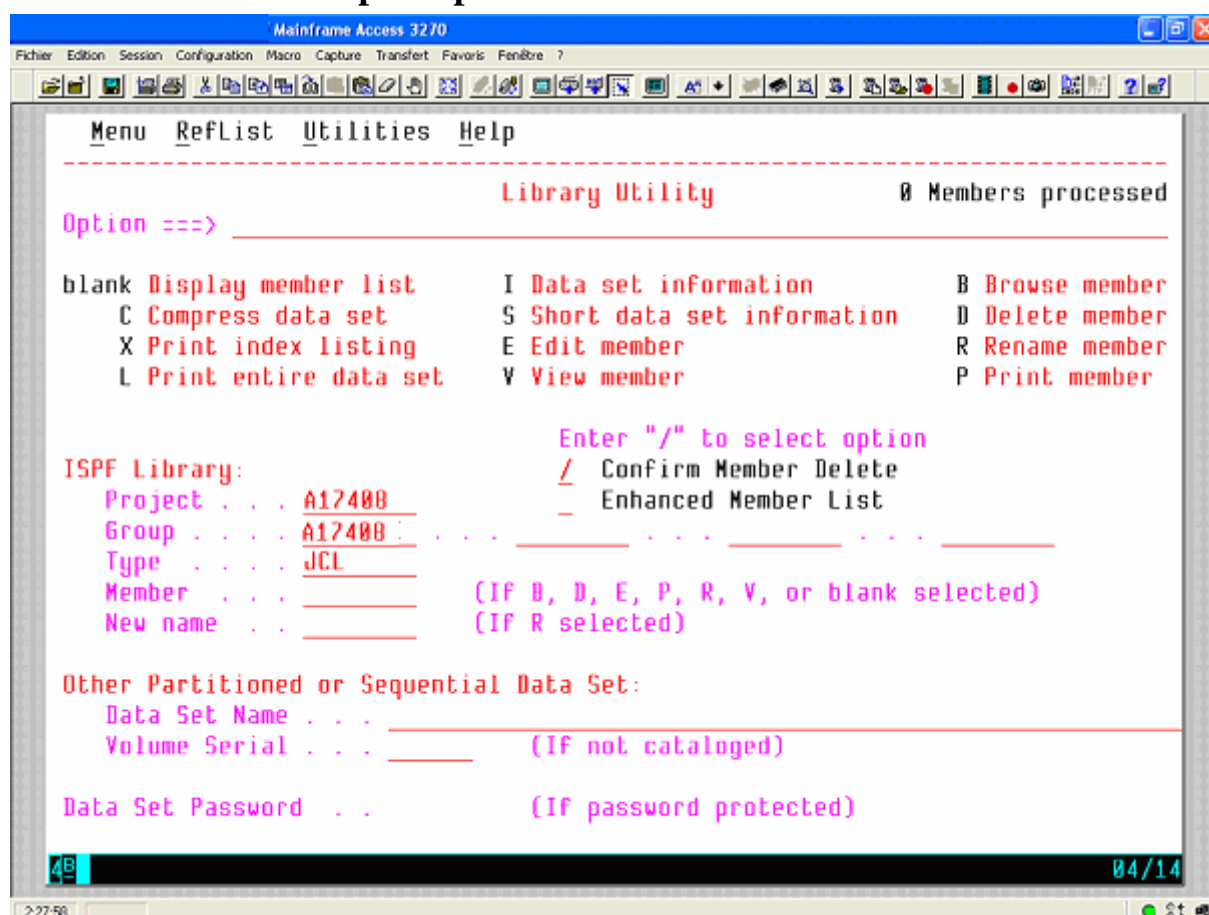 Mainframe Access 3270
Fichier Edition Session Configuration Macro Capture Transfert Favoris Fenêtre ?
Menu RefList Utilities Help
Library Utility 0 Members processed
Option ===> 
blank Display member list I Data set information B Browse member
C Compress data set S Short data set information D Delete member
X Print index listing E Edit member R Rename member
L Print entire data set V View member P Print member
Enter "/" to select option
ISPF Library: / Confirm Member Delete
Project . . . A17408 _ Enhanced Member List
Group . . . . A17408 . . . . . . . . .
Type . . . . JCL
Member . . . (If B, D, E, P, R, V, or blank selected)
New name . . (If R selected)
Other Partitioned or Sequential Data Set:
Data Set Name . . .
Volume Serial . . . (If not cataloged)
Data Set Password . . (If password protected)
4B 04/14
2:27:58